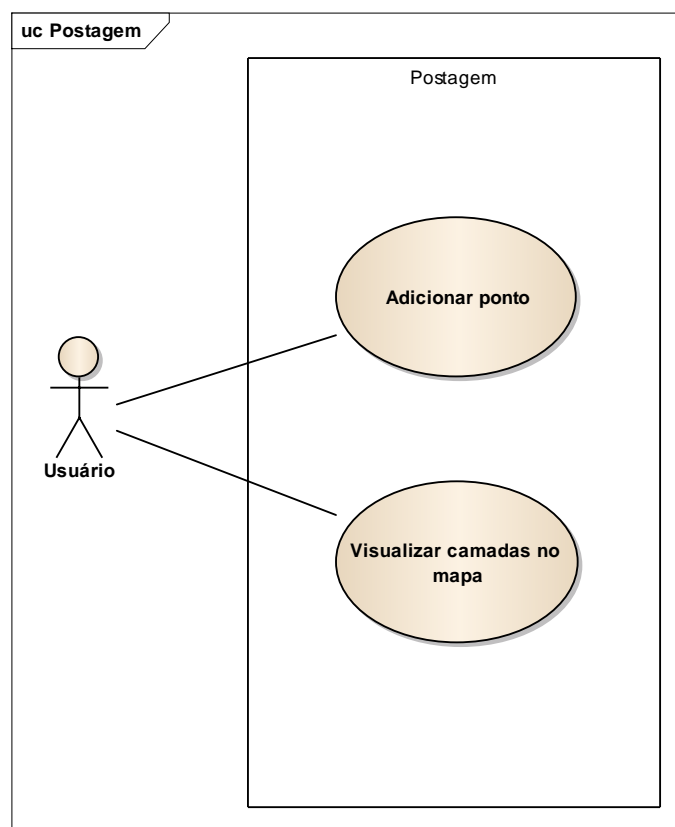 uc Postagem
Postagem
Adicionar ponto
Usuário
Visualizar camadas no
mapa